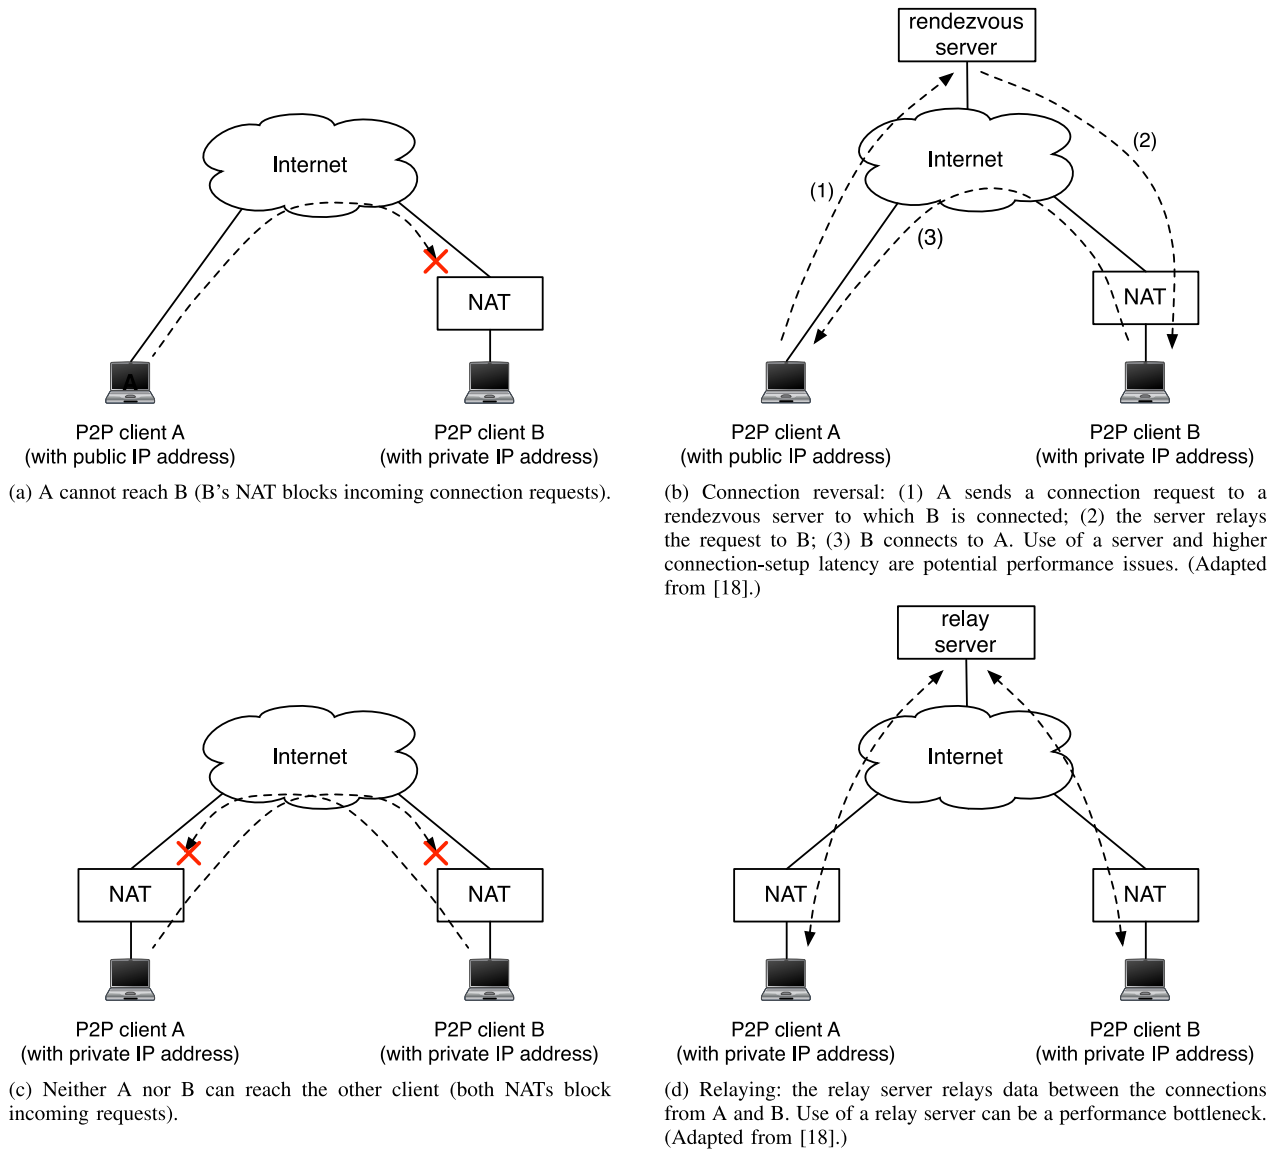 Internet
NAT
A
P2P client A
(with public IP address)
P2P client B
(with private IP address)
(a) A cannot reach B (B's NAT blocks incoming connection requests).
rendezvous
server
Internet
(1)
(2)
(3)
NAT
P2P client A
(with public IP address)
P2P client B
(with private IP address)
(b) Connection reversal: (1) A sends a connection request to a
rendezvous server to which B is connected; (2) the server relays
the request to B; (3) B connects to A. Use of a server and higher
connection-setup latency are potential performance issues. (Adapted
from [18].)
Internet
NAT
NAT
P2P client A
(with private IP address)
P2P client B
(with private IP address)
(c) Neither A nor B can reach the other client (both NATs block
incoming requests).
relay
server
Internet
NAT
NAT
P2P client A
(with private IP address)
P2P client B
(with private IP address)
(d) Relaying: the relay server relays data between the connections
from A and B. Use of a relay server can be a performance bottleneck.
(Adapted from [18].)